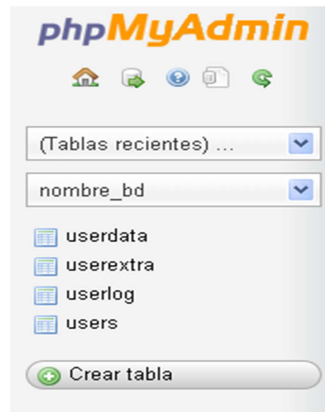 phpMyAdmin
(Tablas recientes) ...
nombre_bd
userdata
userextra
userlog
users
Crear tabla